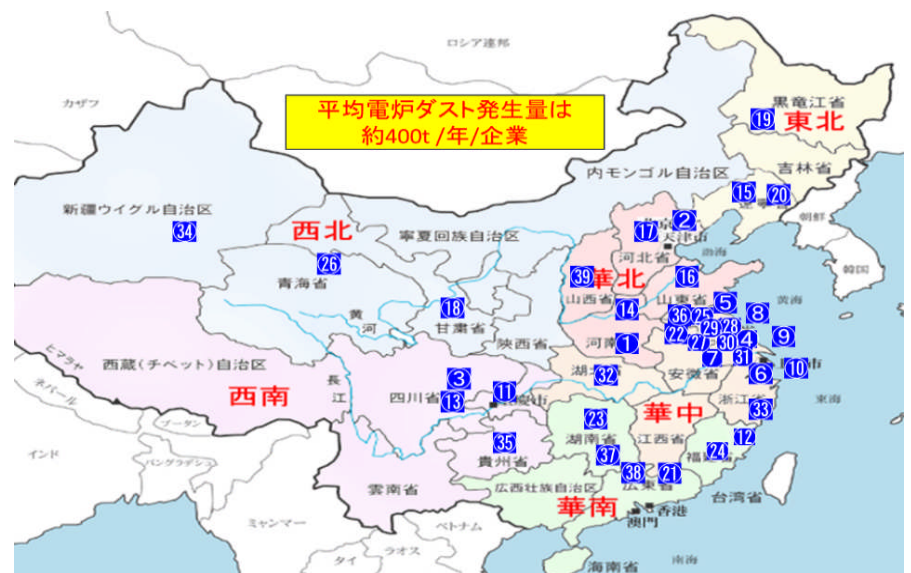 ロシア連邦
カザフ
平均電炉ダスト発生量は
約400t /年/企業
黒竜江省
⑲
東北
吉林省
内モンゴル自治区
⑮
⑳
朝鮮
新疆ウイグル自治区
㉞
西北
寧夏回族自治区
⑰
②
天津市
渤海
河北省
韓国
㉖
青海省
㊴
華北
⑯
山西省
山東省
⑱
⑭
㊱
㉕
⑤
⑧
黄海
黄
河
甘粛省
陝西省
河南
①
㉒
㉙
㉘
㉗
㉚
④
⑨
ヒマラヤ
西蔵(チベット)自治区
⑦
㉛
⑩
ネパール
西南
長
江
③
四川省
⑬
⑪
湖北
㉜
安徽省
⑥
浙江省
東海
㉝
ブータン
㉓
華中
湖南省
江西省
⑫
インド
バングラデシュ
㉟
貴州省
㊲
㉔
雲南省
広西壮族自治区
㊳
㉑
台湾省
華南
香港
澳門
ミャンマー
ベトナム
ラオス
タイ
海南省
南海